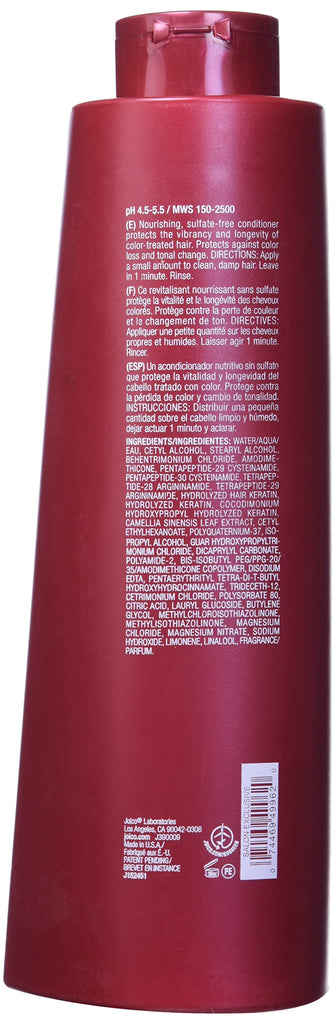 pH 4.5-5.5 / MWS 150-2500
(E) Nourishing, sulfate-free conditioner
protects the vibrancy and longevity of
color-treated hair. Protects against color
loss and tonal change. DIRECTIONS: Apply
a small amount to clean, damp hair. Leave
in 1 minute. Rinse.
(F) Ce revitalisant nourrissant sans sulfate
protège la vitalité et le longévité des cheveux
colorés. Protège contre la perte de couleur
et le changement de ton. DIRECTIVES:
Appliquer une petite quantité sur les cheveux
propres et humides. Laisser agir 1 minute.
Rincer.
(ESP) Un acondicionador nutritivo sin sulfato
que protege la vitalidad y longevidad del
cabello tratado con color. Protege contra
la pérdida de color y cambio de tonalidad.
INSTRUCCIONES: Distribuir una pequeña
cantidad sobre el cabello limpio y húmedo,
dejar actuar 1 minuto y aclarar.
INGREDIENTS/INGREDIENTES: WATER/AQUA/
EAU, CETYL ALCOHOL, STEARYL ALCOHOL,
BEHENTRIMONIUM CHLORIDE, AMODIME-
THICONE, PENTAPEPTIDE-29 CYSTEINAMIDE,
PENTAPEPTIDE-30 CYSTEINAMIDE, TETRAPEP-
TIDE-28 ARGININAMIDE, TETRAPEPTIDE-29
ARGININAMIDE, HYDROLYZED HAIR KERATIN,
HYDROLYZED KERATIN, COCODIMONIUM
HYDROXYPROPYL HYDROLYZED KERATIN,
CAMELLIA SINENSIS LEAF EXTRACT, CETYL
ETHYLHEXANOATE, POLYQUATERNIUM-37, ISO-
PROPYL ALCOHOL, GUAR HYDROXYPROPYLTRI-
MONIUM CHLORIDE, DICAPRYLYL CARBONATE,
POLYAMIDE-2, BIS-ISOBUTYL PEG/PPG-20/
35/AMODIMETHICONE COPOLYMER, DISODIUM
EDTA, PENTAERYTHRITYL TETRA-DI-T-BUTYL
HYDROXYHYDROCINNAMATE, TRIDECETH-12,
CETRIMONIUM CHLORIDE, POLYSORBATE 80,
CITRIC ACID, LAURYL GLUCOSIDE, BUTYLENE
GLYCOL, METHYLCHLOROISOTHIAZOLINONE,
METHYLISOTHIAZOLINONE, MAGNESIUM
CHLORIDE, MAGNESIUM NITRATE, SODIUM
HYDROXIDE, LIMONENE, LINALOOL, FRAGRANCE/
PARFUM.
Joico® Laboratories
Los Angeles, CA 90042-0308
joico.com J390009
Made in U.S.A./
Fabriqué aux É.-U.
PATENT PENDING/
BREVET EN INSTANCE
J152451
PE
SALON EXCLUSIVE
0 74469 49962 0